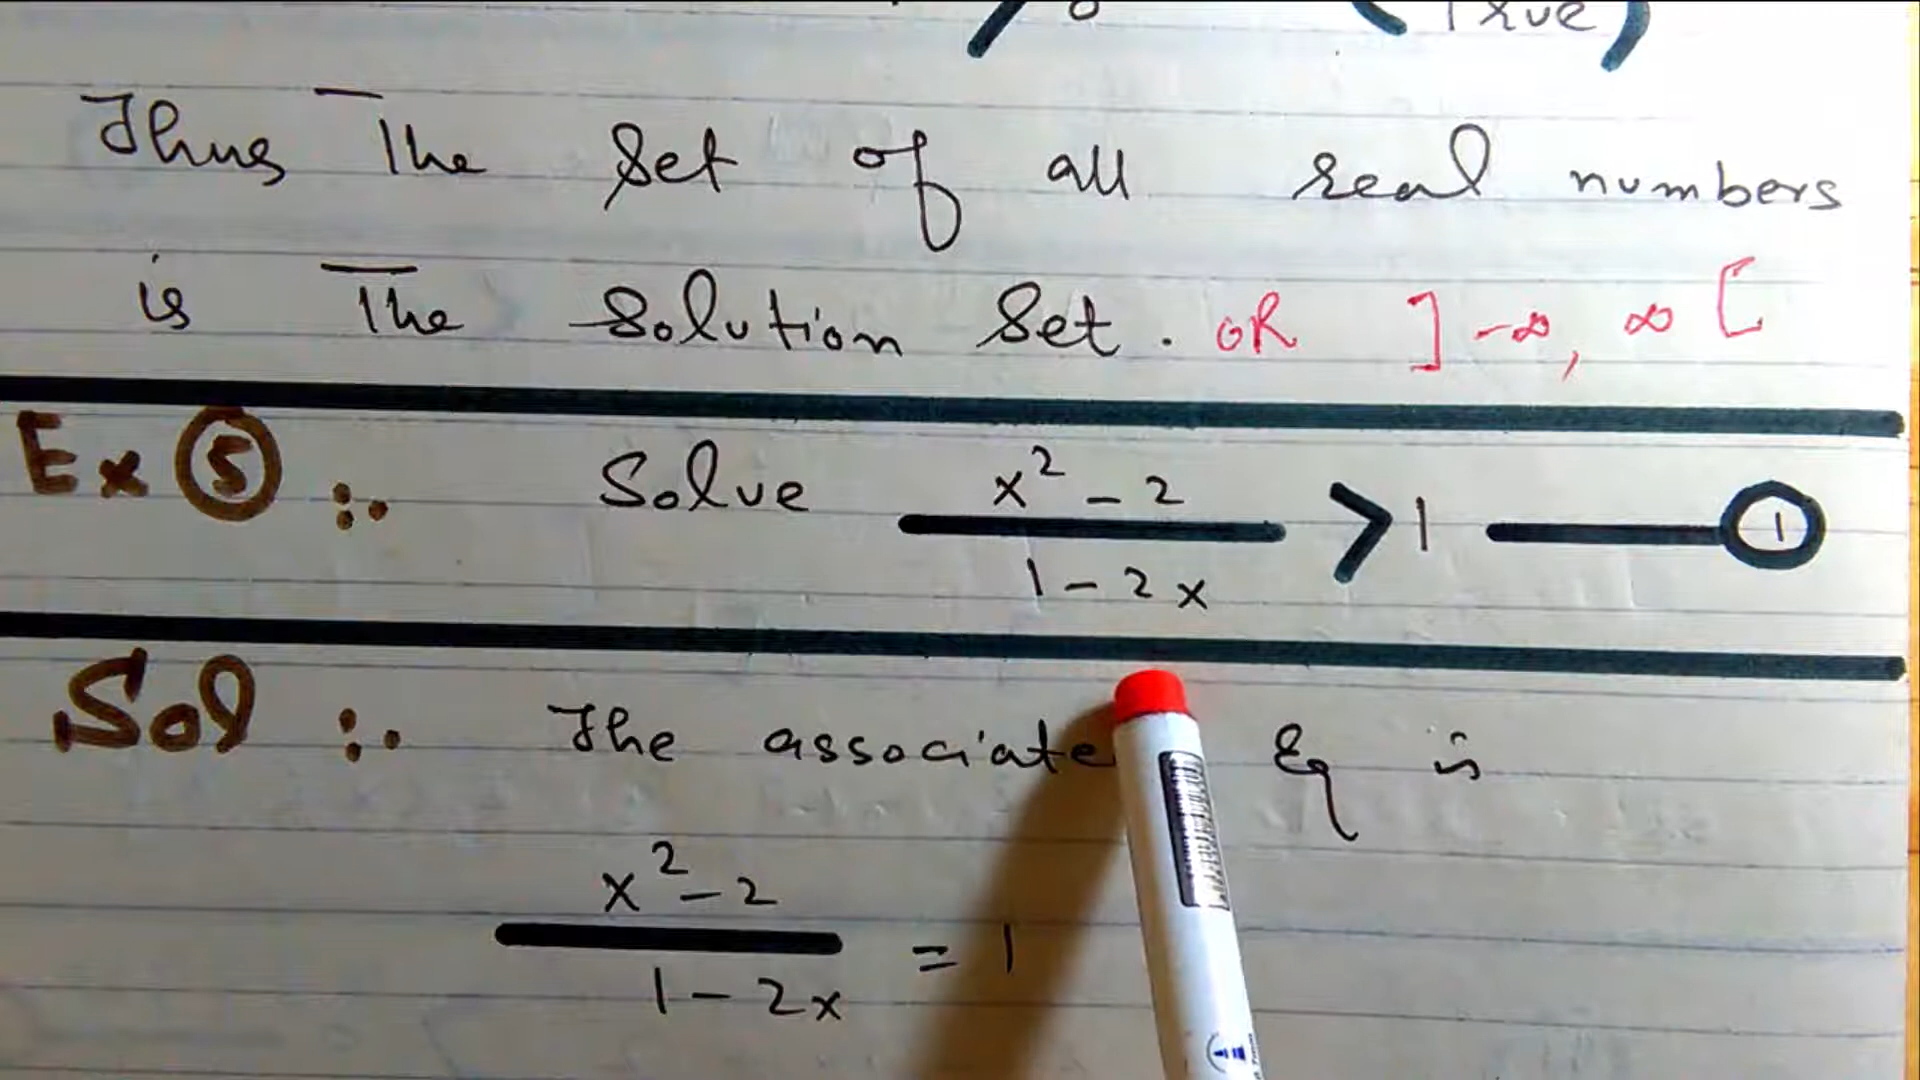 Thus The set of all real numbers
is The solution set. OR ]-∞, ∞[
Ex ⑤ :. Solve x² - 2 / 1 - 2x > 1 — ①
Sol :. The associate Eq is
x² - 2 / 1 - 2x = 1